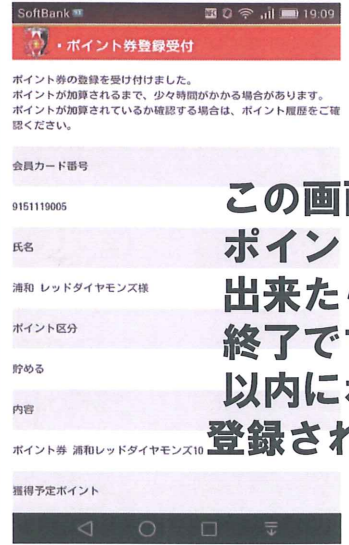 SoftBank
19:09
・ポイント券登録受付
ポイント券の登録を受け付けました。
ポイントが加算されるまで、少々時間がかかる場合があります。
ポイントが加算されているか確認する場合は、ポイント履歴をご確
認ください。
会員カード番号
9151119005
氏名
浦和 レッドダイヤモンズ様
ポイント区分
貯める
内容
ポイント券 浦和レッドダイヤモンズ10
獲得予定ポイント
この画
ポイン
出来た
終了で
以内に
登録さ